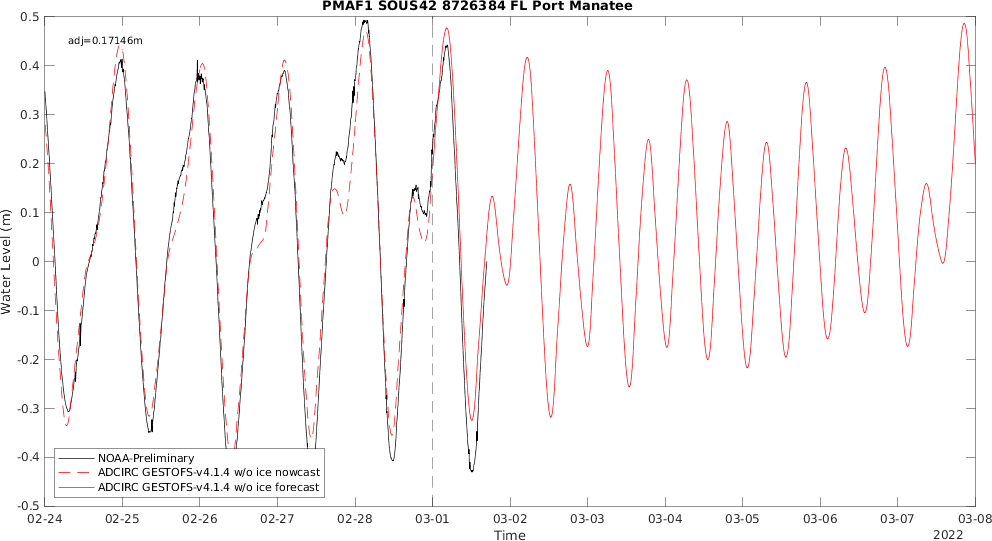 PMAF1 SOUS42 8726384 FL Port Manatee
adj=0.17146m
Water Level (m)
0.5
0.4
0.3
0.2
0.1
0
-0.1
-0.2
-0.3
-0.4
-0.5
NOAA-Preliminary
ADCIRC GESTOFS-v4.1.4 w/o ice nowcast
ADCIRC GESTOFS-v4.1.4 w/o ice forecast
02-24 02-25 02-26 02-27 02-28 03-01 03-02 03-03 03-04 03-05 03-06 03-07 03-08
Time
2022